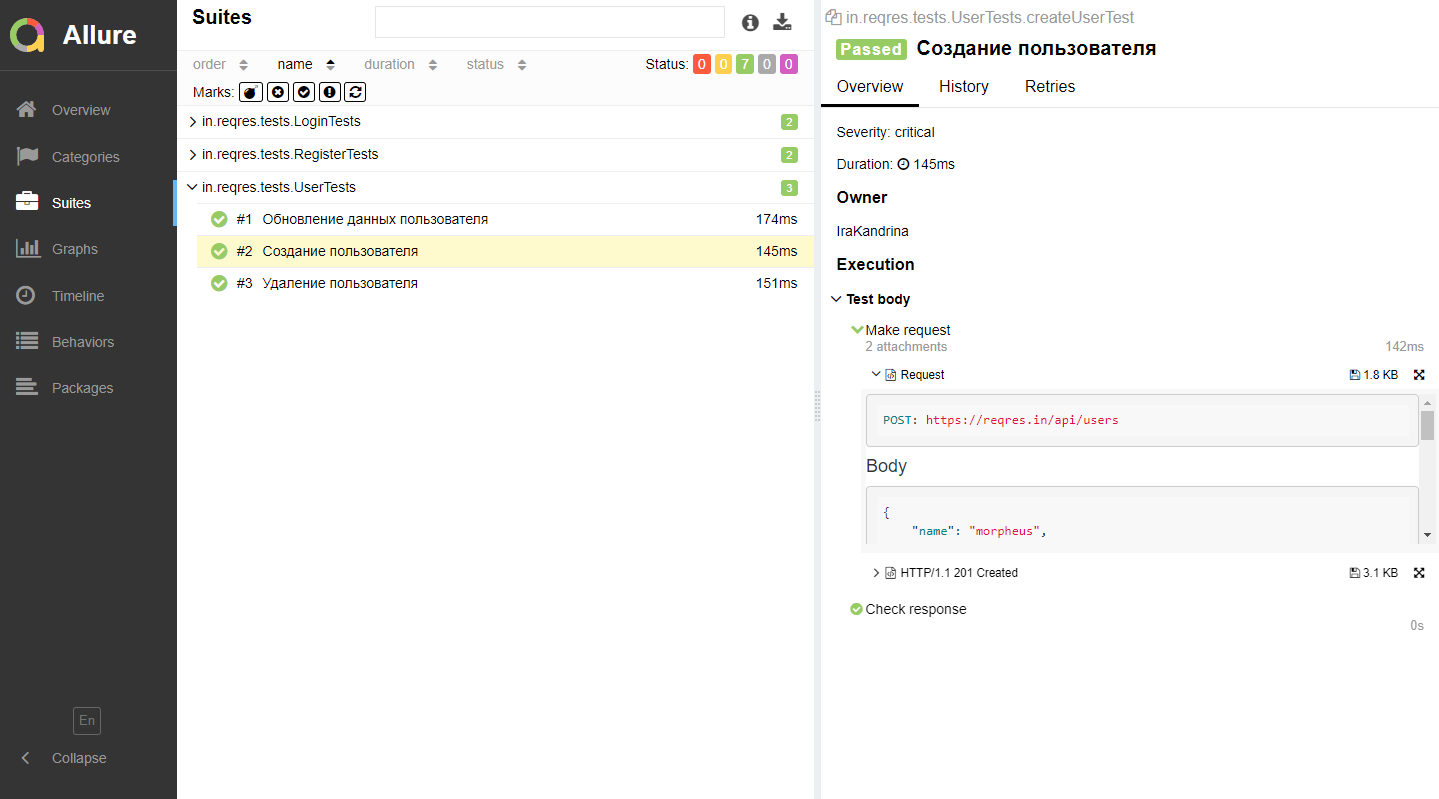 Allure
Overview
Categories
Suites
Graphs
Timeline
Behaviors
Packages
En
Collapse
Suites
order name duration status Status: 0 0 7 0 0
Marks:
in.reqres.tests.LoginTests 2
in.reqres.tests.RegisterTests 2
in.reqres.tests.UserTests 3
#1 Обновление данных пользователя 174ms
#2 Создание пользователя 145ms
#3 Удаление пользователя 151ms
in.reqres.tests.UserTests.createUserTest
Passed Создание пользователя
Overview History Retries
Severity: critical
Duration: 145ms
Owner
IraKandrina
Execution
Test body
Make request
2 attachments 142ms
Request 1.8 KB
POST: https://reqres.in/api/users
Body
{
"name": "morpheus",
HTTP/1.1 201 Created 3.1 KB
Check response
0s